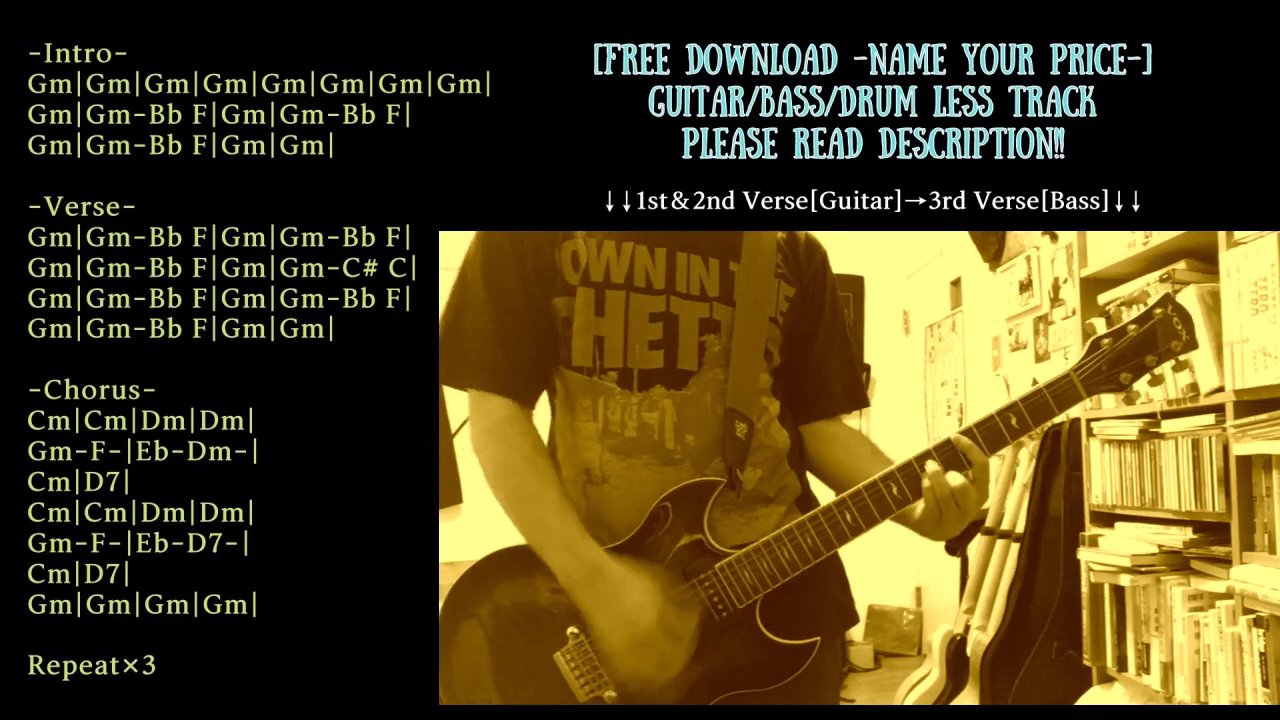 -Intro-
Gm|Gm|Gm|Gm|Gm|Gm|Gm|Gm|
Gm|Gm-Bb F|Gm|Gm-Bb F|
Gm|Gm-Bb F|Gm|Gm|
-Verse-
Gm|Gm-Bb F|Gm|Gm-Bb F|
Gm|Gm-Bb F|Gm|Gm-C# C|
Gm|Gm-Bb F|Gm|Gm-Bb F|
Gm|Gm-Bb F|Gm|Gm|
-Chorus-
Cm|Cm|Dm|Dm|
Gm-F-|Eb-Dm-|
Cm|D7|
Cm|Cm|Dm|Dm|
Gm-F-|Eb-D7-|
Cm|D7|
Gm|Gm|Gm|Gm|
Repeat×3
[FREE DOWNLOAD -NAME YOUR PRICE-]
GUITAR/BASS/DRUM LESS TRACK
PLEASE READ DESCRIPTION!!
↓↓1st&2nd Verse[Guitar]→3rd Verse[Bass]↓↓
OWN IN THE
VOX